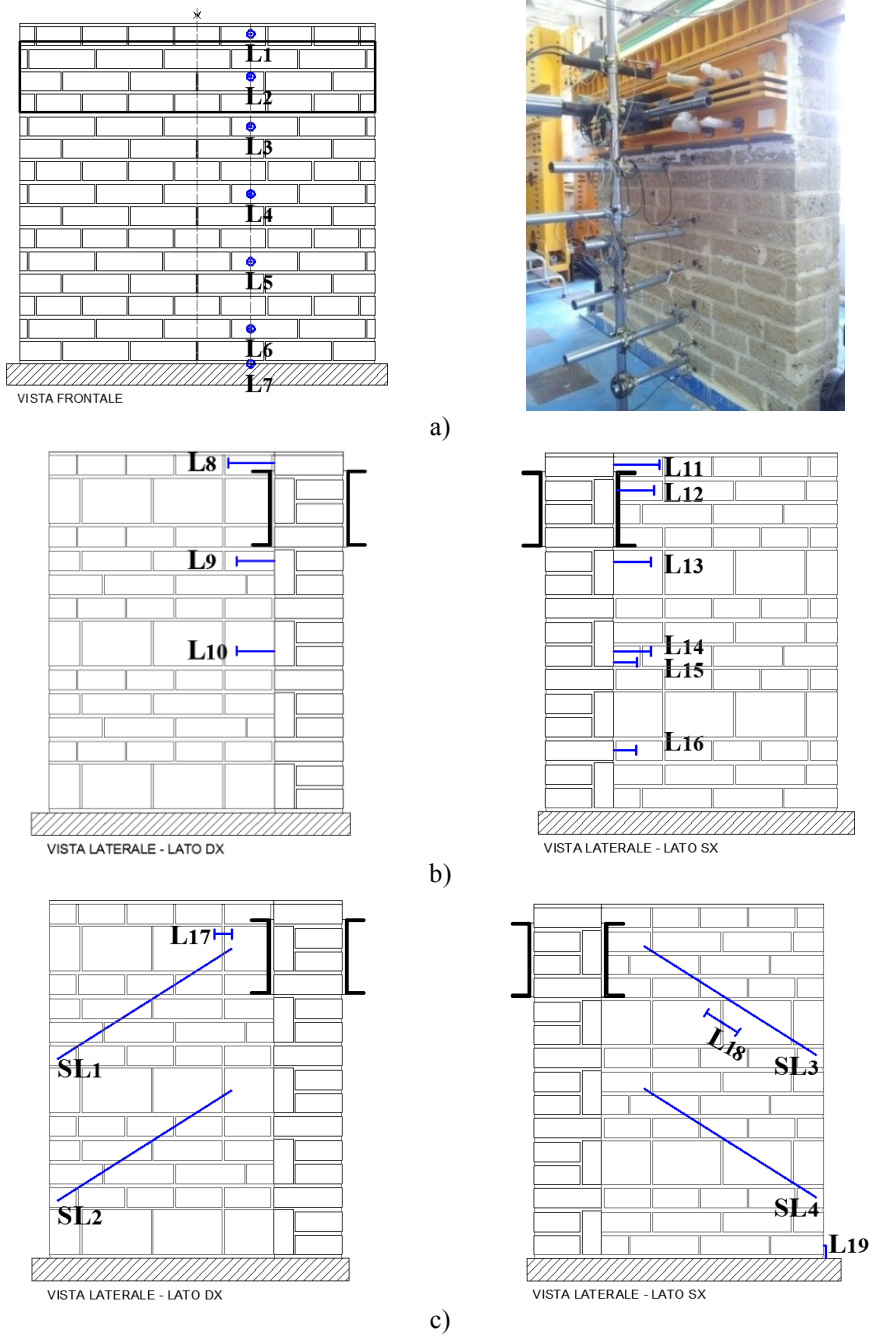 L1
L2
L3
L4
L5
L6
L7
VISTA FRONTALE
a)
L8
L9
L10
VISTA LATERALE - LATO DX
L11
L12
L13
L14
L15
L16
VISTA LATERALE - LATO SX
b)
L17
SL1
SL2
VISTA LATERALE - LATO DX
L18
SL3
SL4
L19
VISTA LATERALE - LATO SX
c)